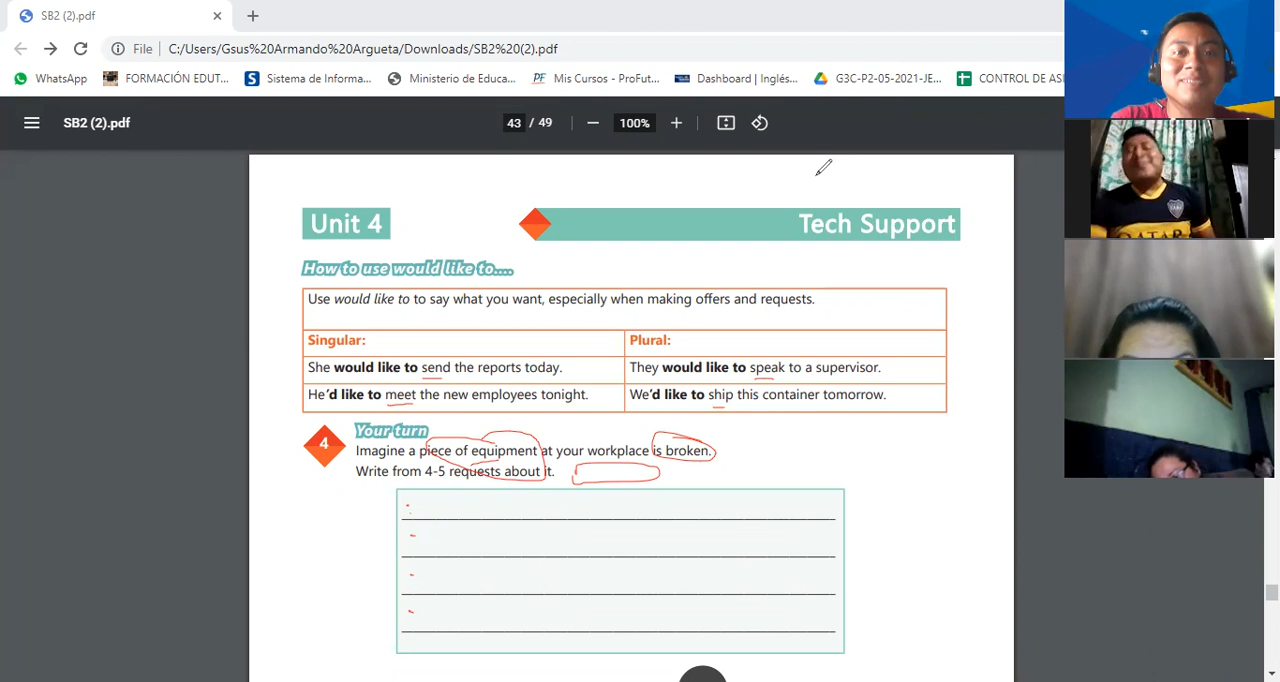 SB2 (2).pdf
File C:/Users/Gsus%20Armando%20Argueta/Downloads/SB2%20(2).pdf
WhatsApp FORMACIÓN EDUT... Sistema de Informa... Ministerio de Educa... Mis Cursos - ProFut... Dashboard | Inglés... G3C-P2-05-2021-JE... CONTROL DE AS
SB2 (2).pdf 43 / 49 100%
Unit 4 Tech Support
How to use would like to....
Use would like to to say what you want, especially when making offers and requests.
Singular: Plural:
She would like to send the reports today. They would like to speak to a supervisor.
He'd like to meet the new employees tonight. We'd like to ship this container tomorrow.
Your turn
4 Imagine a piece of equipment at your workplace is broken.
Write from 4-5 requests about it.